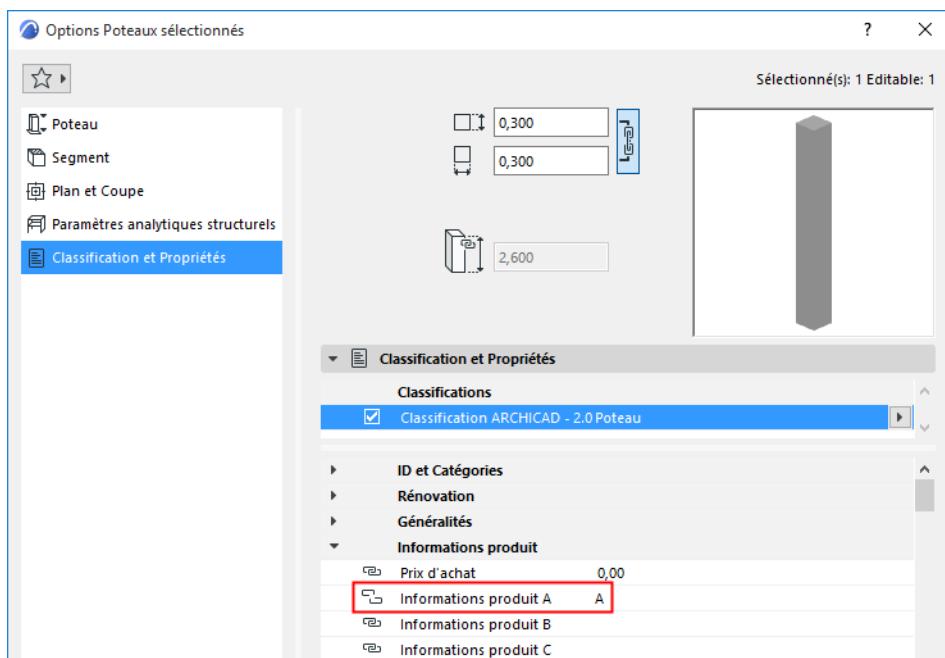 Options Poteaux sélectionnés
?
Sélectionné(s): 1 Editable: 1
Poteau
Segment
Plan et Coupe
Paramètres analytiques structurels
Classification et Propriétés
0,300
0,300
2,600
Classification et Propriétés
Classifications
Classification ARCHICAD - 2.0 Poteau
ID et Catégories
Rénovation
Généralités
Informations produit
Prix d'achat 0,00
Informations produit A A
Informations produit B
Informations produit C